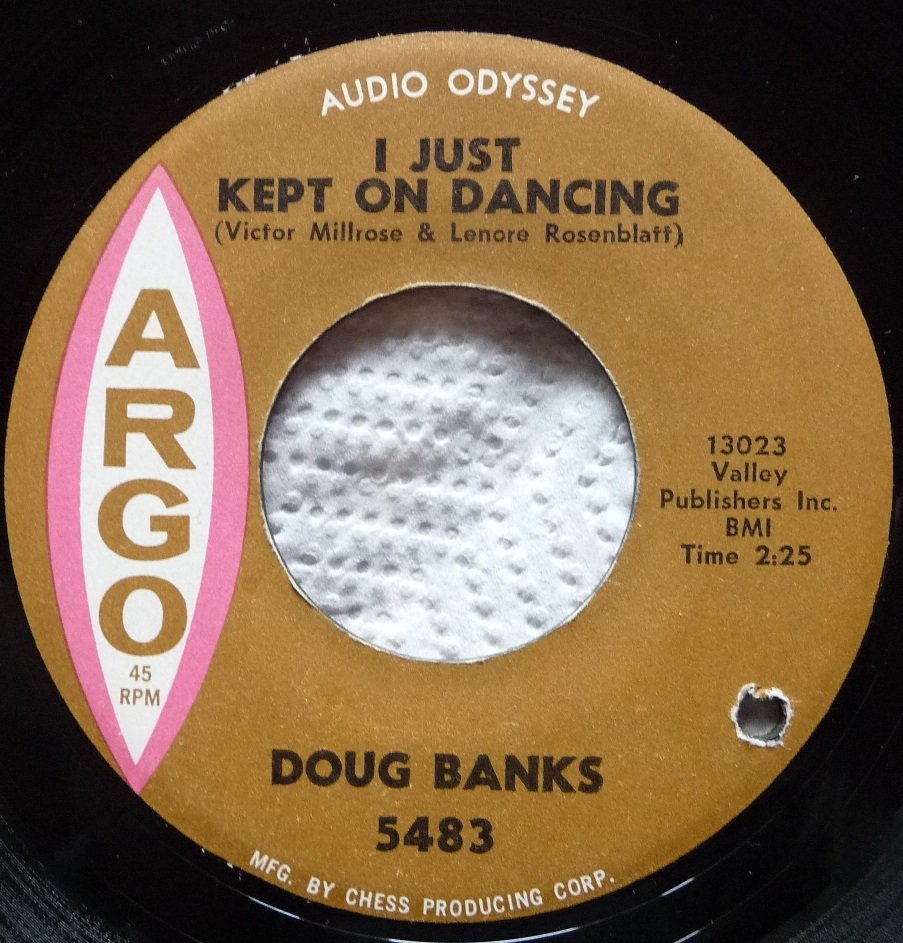 AUDIO ODYSSEY
I JUST
KEPT ON DANCING
(Victor Millrose & Lenore Rosenblatt)
ARGO
45
RPM
13023
Valley
Publishers Inc.
BMI
Time 2:25
DOUG BANKS
5483
MFG. BY CHESS PRODUCING CORP.